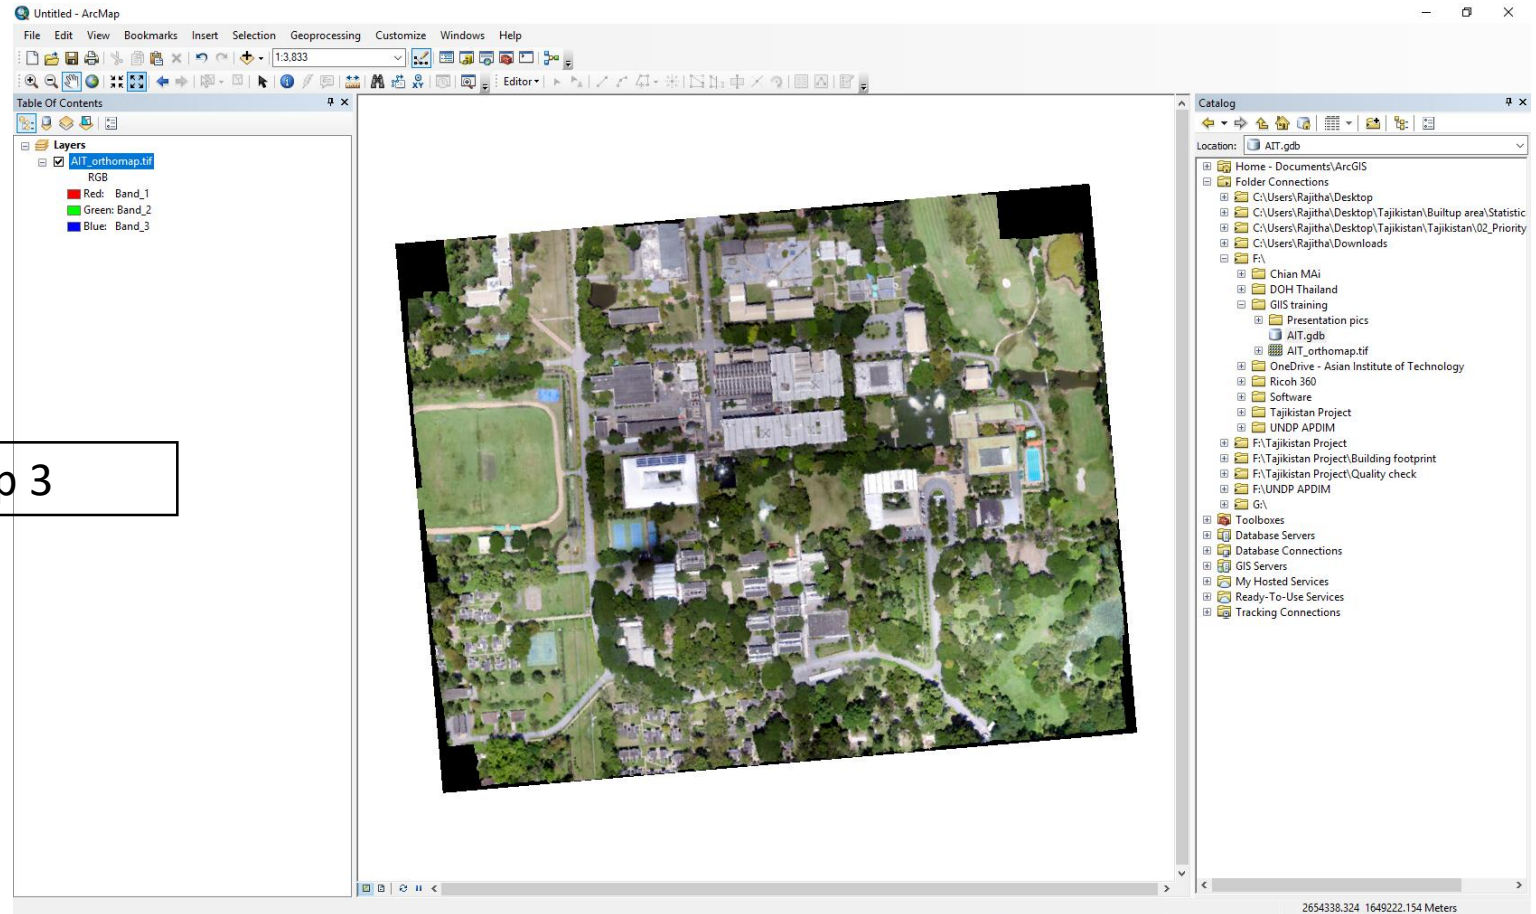 Untitled - ArcMap
File Edit View Bookmarks Insert Selection Geoprocessing Customize Windows Help
1:3,833
Editor
Table Of Contents
Layers
AIT_orthomap.tif
RGB
Red: Band_1
Green: Band_2
Blue: Band_3
p 3
Catalog
Location: AIT.gdb
Home - Documents\ArcGIS
Folder Connections
C:\Users\Rajitha\Desktop
C:\Users\Rajitha\Desktop\Tajikistan\Builtup area\Statistic
C:\Users\Rajitha\Desktop\Tajikistan\Tajikistan\02_Priority
C:\Users\Rajitha\Downloads
F:\
Chian MAi
DOH Thailand
GIIS training
Presentation pics
AIT.gdb
AIT_orthomap.tif
OneDrive - Asian Institute of Technology
Ricoh 360
Software
Tajikistan Project
UNDP APDIM
F:\Tajikistan Project
F:\Tajikistan Project\Building footprint
F:\Tajikistan Project\Quality check
F:\UNDP APDIM
G:\
Toolboxes
Database Servers
Database Connections
GIS Servers
My Hosted Services
Ready-To-Use Services
Tracking Connections
2654338.324 1649222.154 Meters